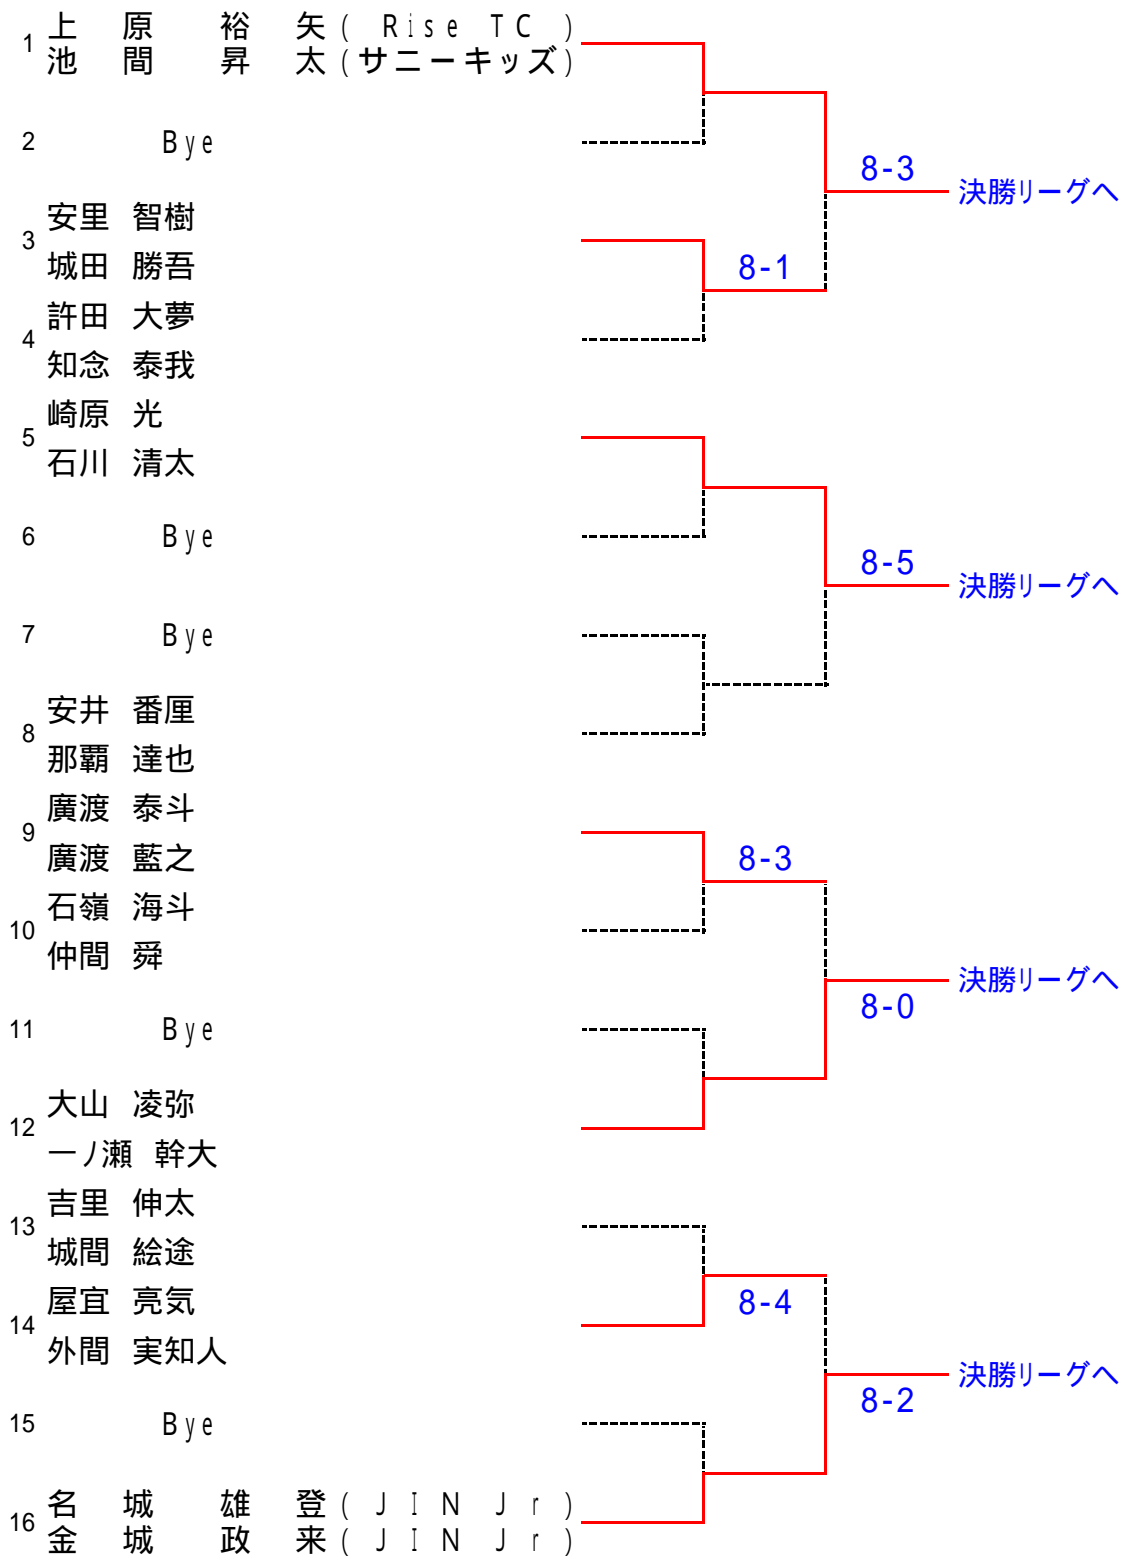 1 上原 裕矢 ( Rise TC )
池間 昇太 (サニーキッズ)
2 Bye
8-3
決勝リーグへ
3 安里 智樹
城田 勝吾
8-1
4 許田 大夢
知念 泰我
5 崎原 光
石川 清太
6 Bye
8-5
決勝リーグへ
7 Bye
8 安井 番厘
那覇 達也
9 廣渡 泰斗
廣渡 藍之
8-3
10 石嶺 海斗
仲間 舜
決勝リーグへ
8-0
11 Bye
12 大山 凌弥
一ノ瀬 幹大
13 吉里 伸太
城間 絵途
8-4
14 屋宜 亮気
外間 実知人
決勝リーグへ
8-2
15 Bye
16 名城 雄登 ( JIN Jr )
金城 政来 ( JIN Jr )